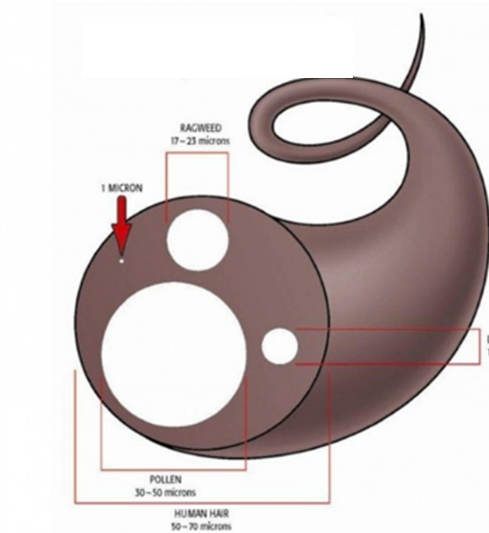 RAGWEED
17–23 microns
1 MICRON
POLLEN
30–50 microns
HUMAN HAIR
50–70 microns